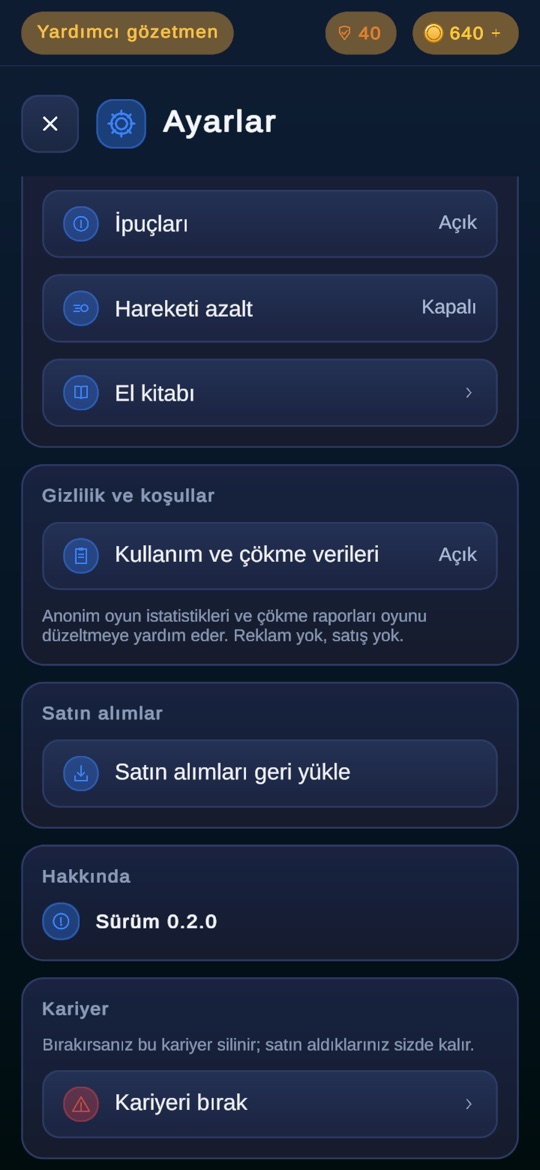 Yardımcı gözetmen
40
640 +
Ayarlar
İpuçları
Açık
Hareketi azalt
Kapalı
El kitabı
Gizlilik ve koşullar
Kullanım ve çökme verileri
Açık
Anonim oyun istatistikleri ve çökme raporları oyunu
düzeltmeye yardım eder. Reklam yok, satış yok.
Satın alımlar
Satın alımları geri yükle
Hakkında
Sürüm 0.2.0
Kariyer
Bırakırsanız bu kariyer silinir; satın aldıklarınız sizde kalır.
Kariyeri bırak